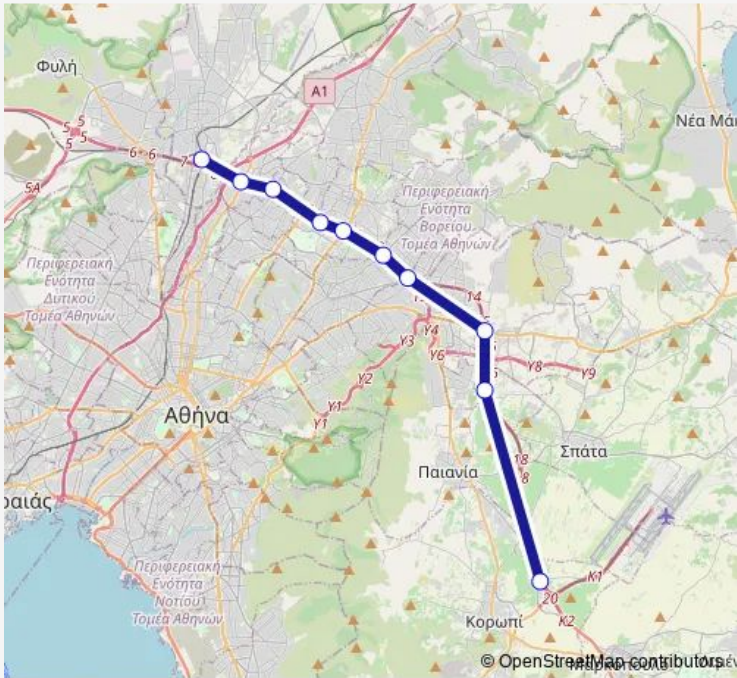 Φυλή
A1
Νέα Μάκ
5
5
5
6
6
7
5A
Περιφερειακή
Ενότητα
Βορείου
Τομέα Αθηνών
Περιφερειακή
Ενότητα
Δυτικού
Τομέα Αθηνών
14
Y4
Y3
Y6
Y8
Y9
Y2
Y1
Y1
Αθήνα
Σπάτα
18
8
Παιανία
ραιάς
Περιφερειακή
Ενότητα
Νοτίου
Τομέα Αθηνών
K1
20
K2
Κορωπί
© OpenStreetMap contributors